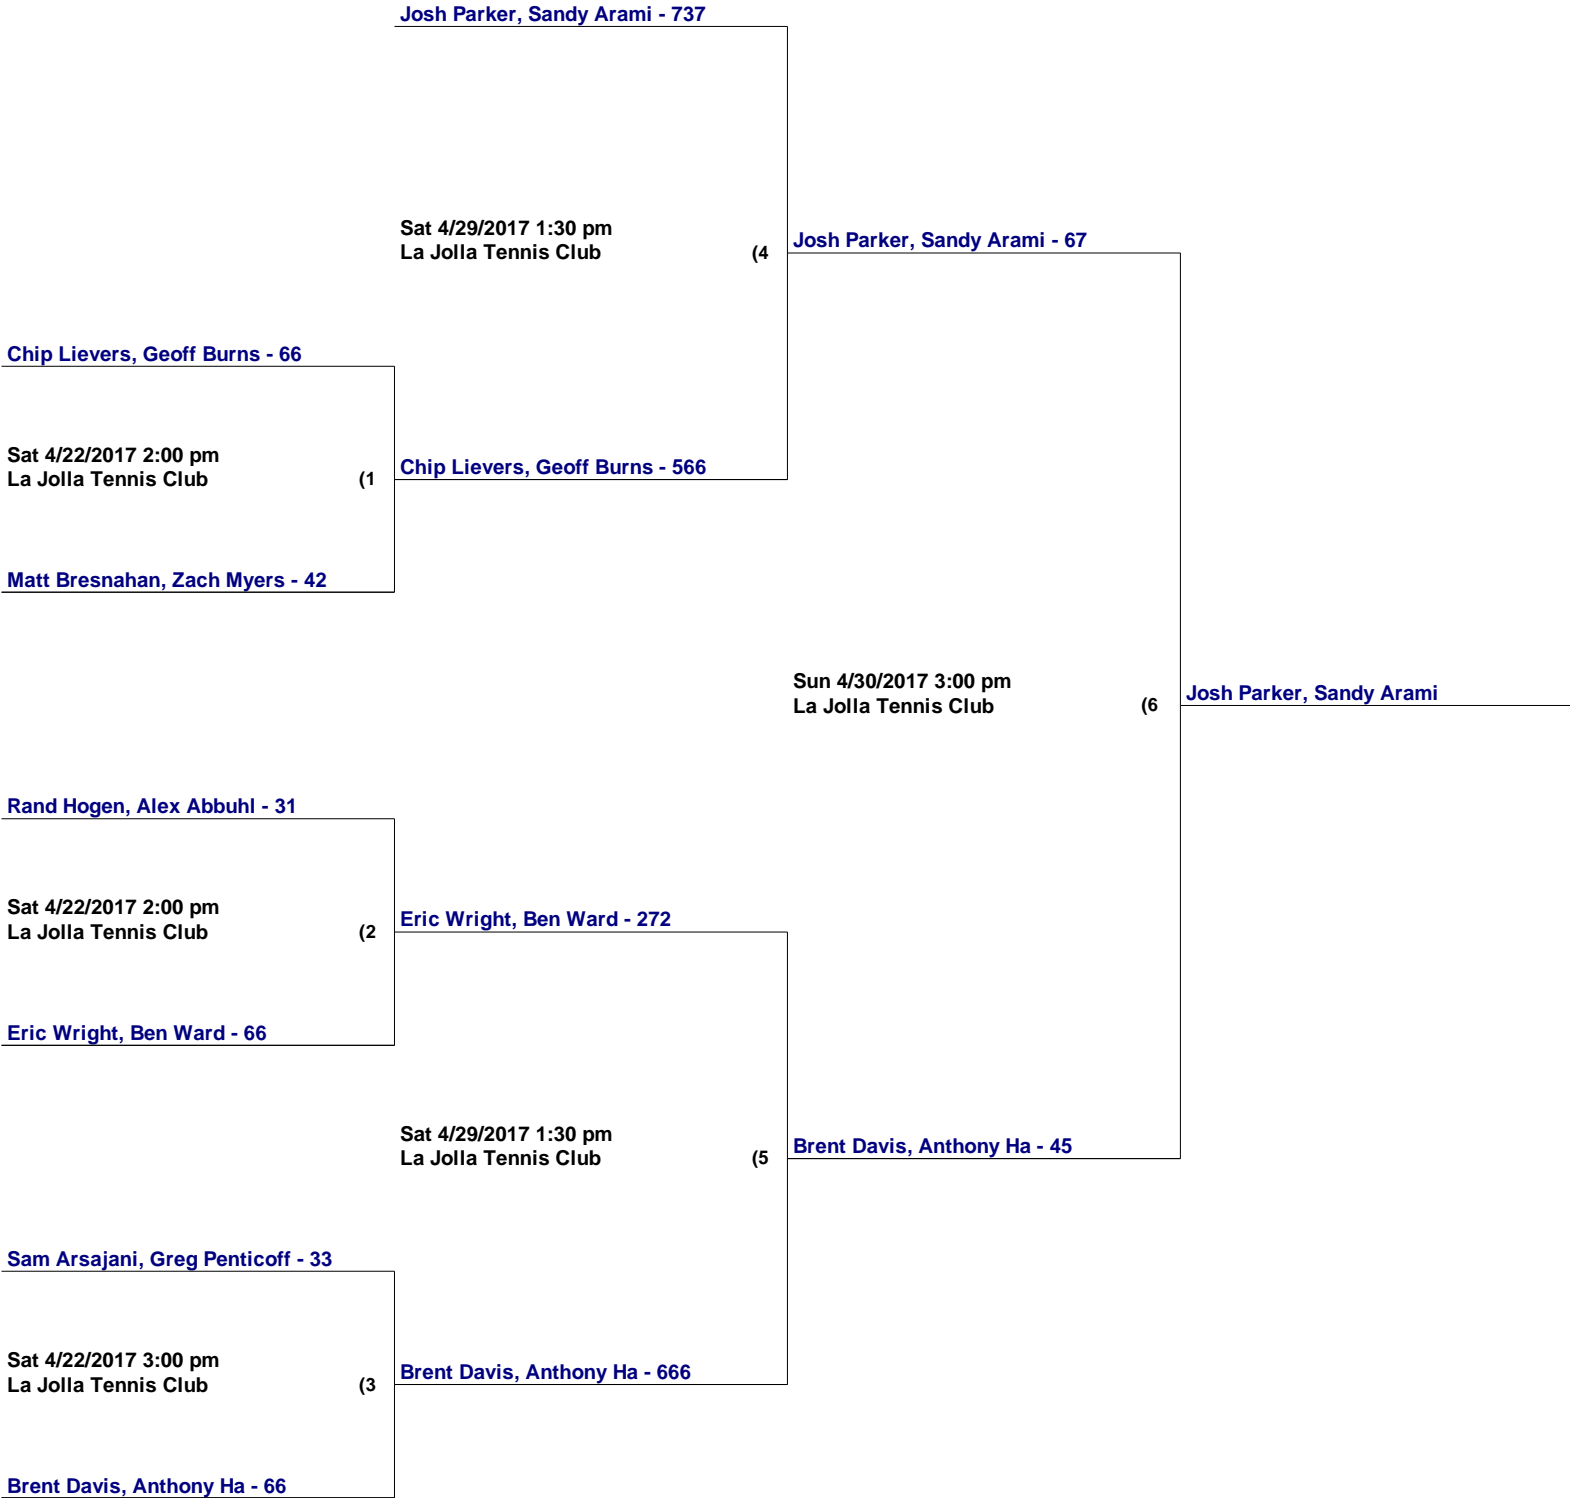 Josh Parker, Sandy Arami - 737
Sat 4/29/2017 1:30 pm
La Jolla Tennis Club (4
Josh Parker, Sandy Arami - 67
Chip Lievers, Geoff Burns - 66
Sat 4/22/2017 2:00 pm
La Jolla Tennis Club (1
Chip Lievers, Geoff Burns - 566
Matt Bresnahan, Zach Myers - 42
Sun 4/30/2017 3:00 pm
La Jolla Tennis Club (6
Josh Parker, Sandy Arami
Rand Hogen, Alex Abbuhl - 31
Sat 4/22/2017 2:00 pm
La Jolla Tennis Club (2
Eric Wright, Ben Ward - 272
Eric Wright, Ben Ward - 66
Sat 4/29/2017 1:30 pm
La Jolla Tennis Club (5
Brent Davis, Anthony Ha - 45
Sam Arsajani, Greg Penticoff - 33
Sat 4/22/2017 3:00 pm
La Jolla Tennis Club (3
Brent Davis, Anthony Ha - 666
Brent Davis, Anthony Ha - 66